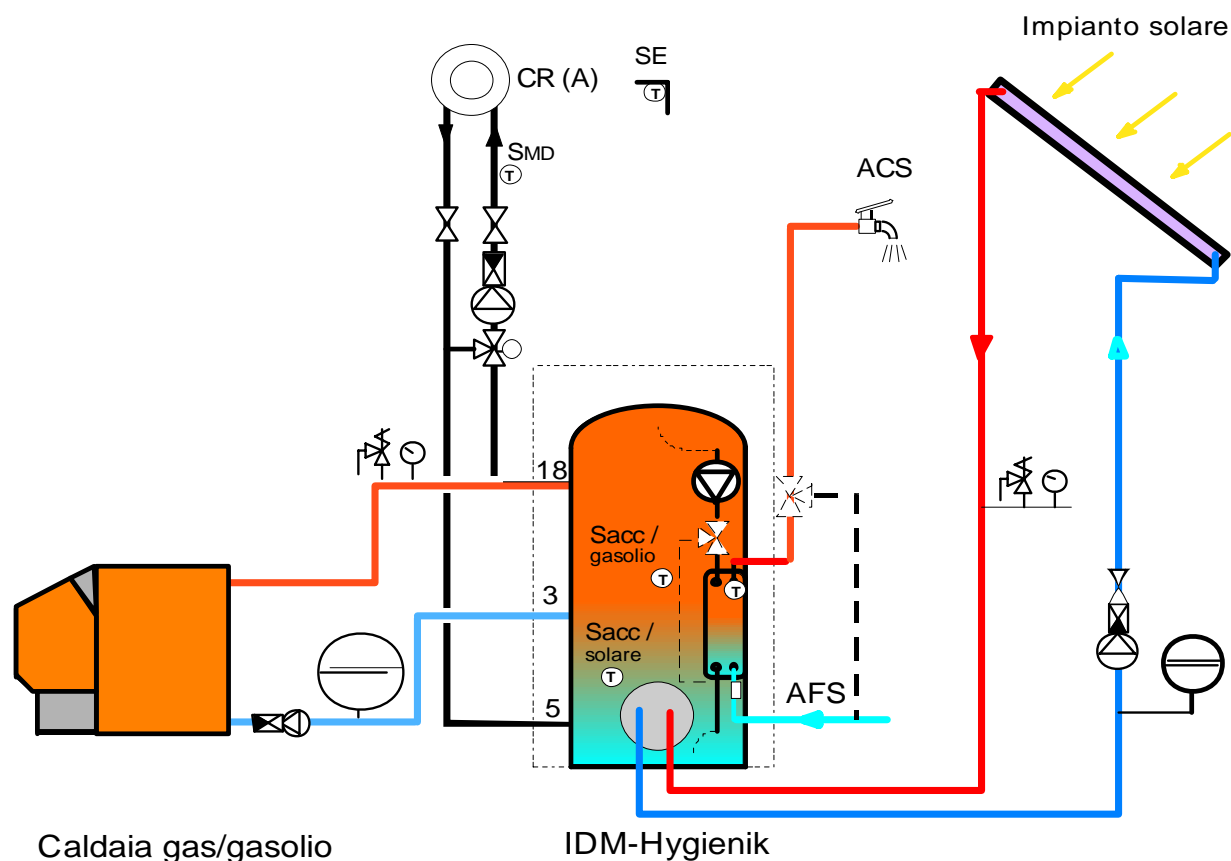 Impianto solare
SE
CR (A)
T
SMD
T
ACS
18
Sacc /
gasolio
T
T
3
Sacc /
solare
T
5
AFS
Caldaia gas/gasolio
IDM-Hygienik